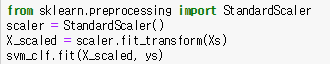 from sklearn.preprocessing import StandardScaler
scaler = StandardScaler()
X_scaled = scaler.fit_transform(Xs)
svm_clf.fit(X_scaled, ys)